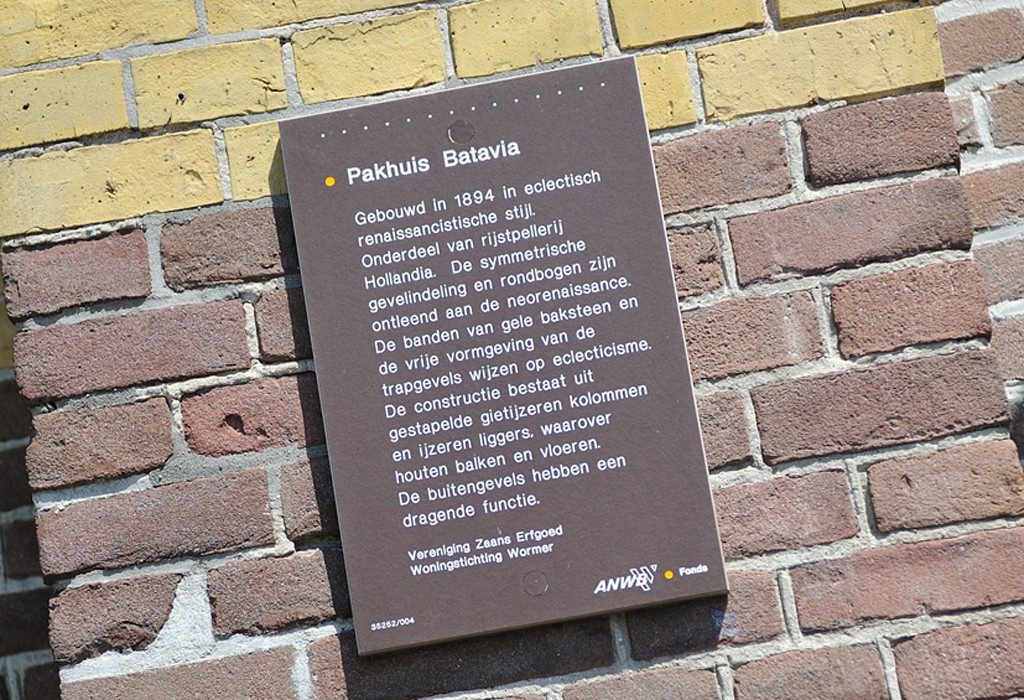 Pakhuis Batavia
Gebouwd in 1894 in eclectisch
renaissancistische stijl.
Onderdeel van rijstpellerij
Hollandia. De symmetrische
gevelindeling en rondbogen zijn
ontleend aan de neorenaissance.
De banden van gele baksteen en
de vrije vormgeving van de
trapgevels wijzen op eclecticisme.
De constructie bestaat uit
gestapelde gietijzeren kolommen
en ijzeren liggers, waarover
houten balken en vloeren.
De buitengevels hebben een
dragende functie.
Vereniging Zaans Erfgoed
Woningstichting Wormer
ANWB Fonds
35252/004